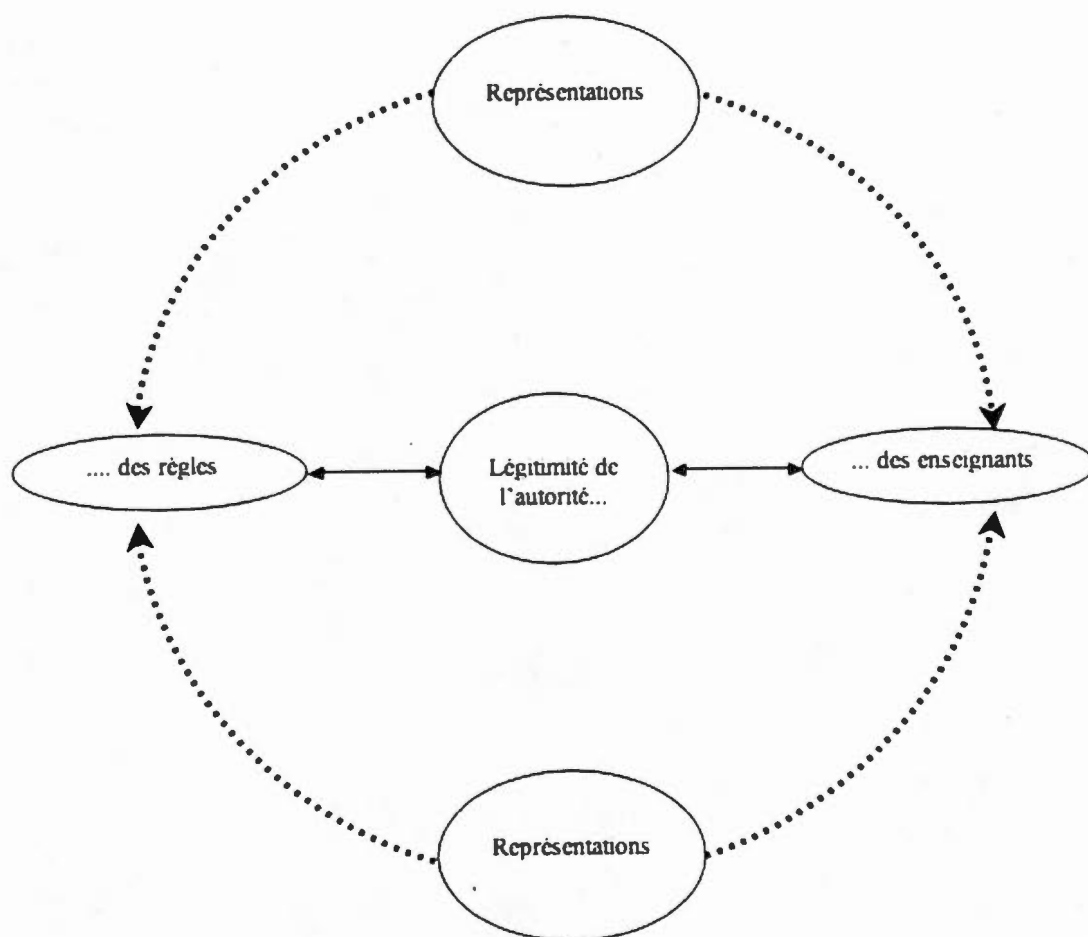 Représentations
.... des règles
Légitimité de
l'autorité...
... des enseignants
Représentations